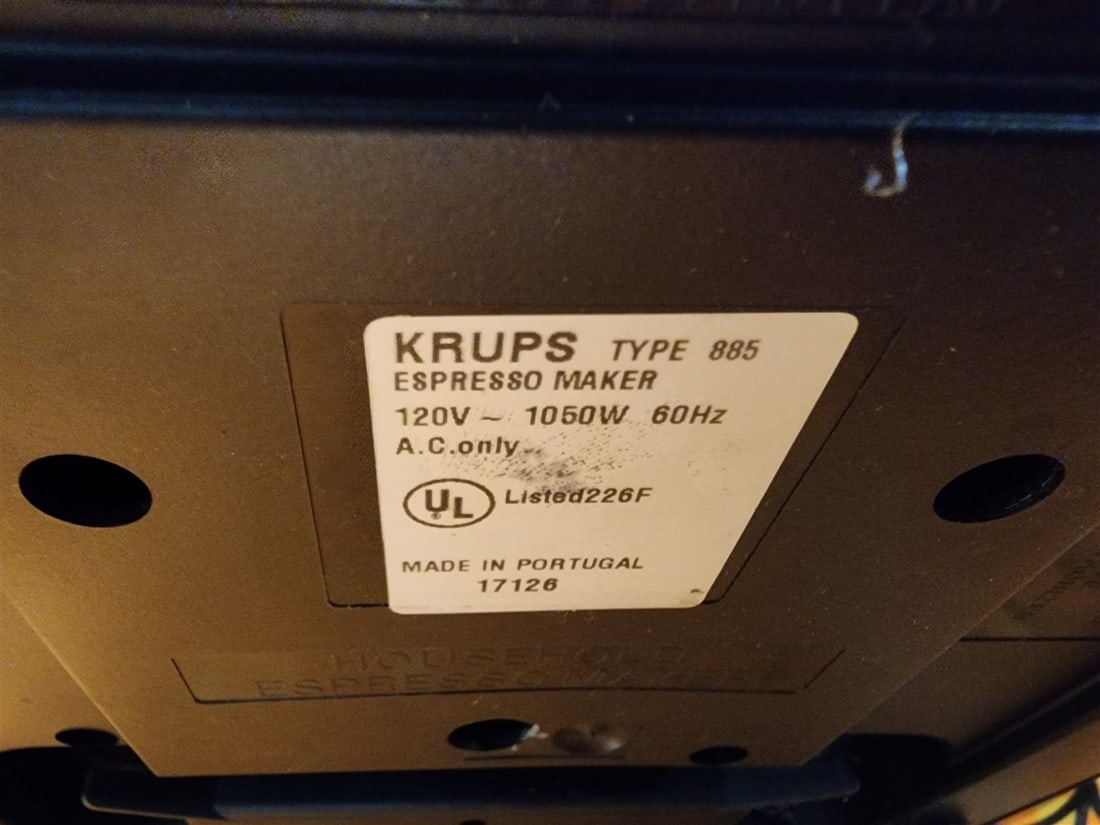 KRUPS TYPE 885
ESPRESSO MAKER
120V ~ 1050W 60Hz
A.C.only
UL® Listed226F
MADE IN PORTUGAL
17126
HOUSEHOLD
ESPRESSO MAKER